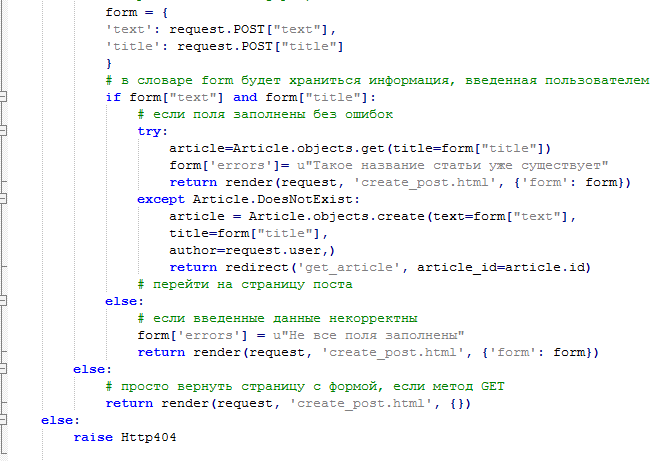 form = {
'text': request.POST["text"],
'title': request.POST["title"]
}
# в словаре form будет храниться информация, введенная пользователем
if form["text"] and form["title"]:
# если поля заполнены без ошибок
try:
article=Article.objects.get(title=form["title"])
form['errors']= u"Такое название статьи уже существует"
return render(request, 'create_post.html', {'form': form})
except Article.DoesNotExist:
article = Article.objects.create(text=form["text"],
title=form["title"],
author=request.user,)
return redirect('get_article', article_id=article.id)
# перейти на страницу поста
else:
# если введенные данные некорректны
form['errors'] = u"Не все поля заполнены"
return render(request, 'create_post.html', {'form': form})
else:
# просто вернуть страницу с формой, если метод GET
return render(request, 'create_post.html', {})
else:
raise Http404